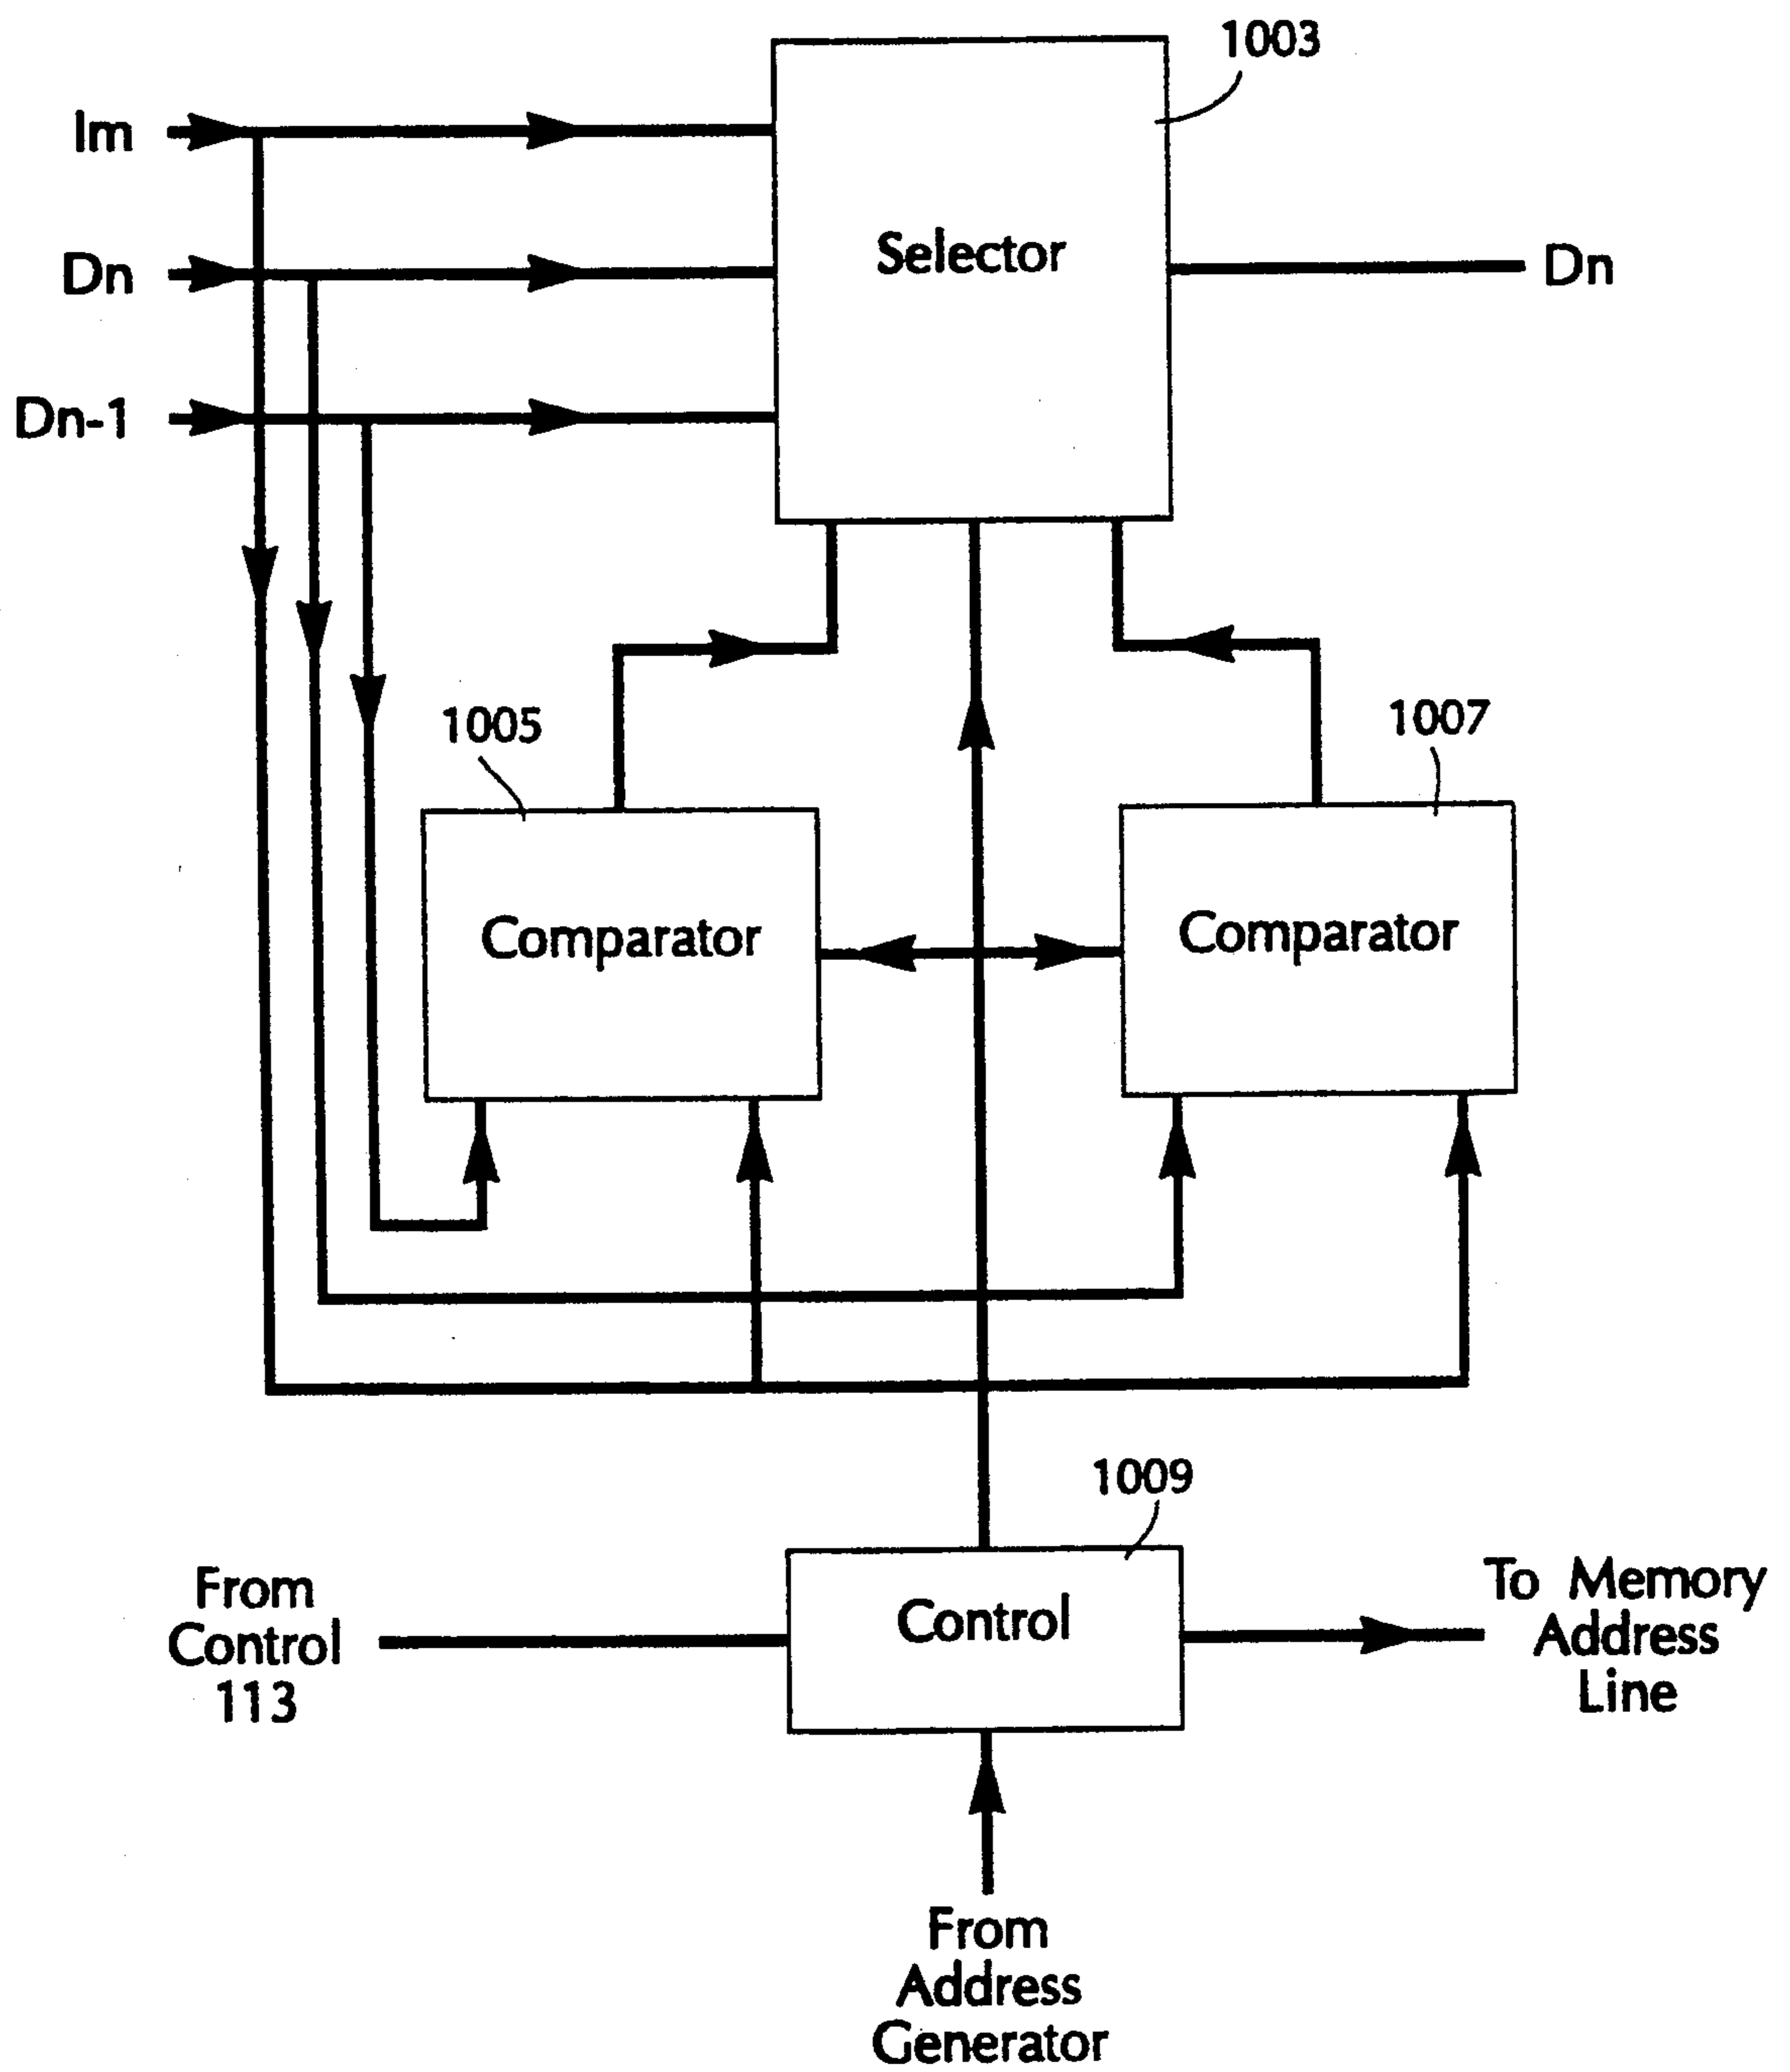 1003
Im
Dn
Selector
Dn
Dn-1
1005
1007
Comparator
Comparator
1009
From
Control
113
Control
To Memory
Address
Line
From
Address
Generator